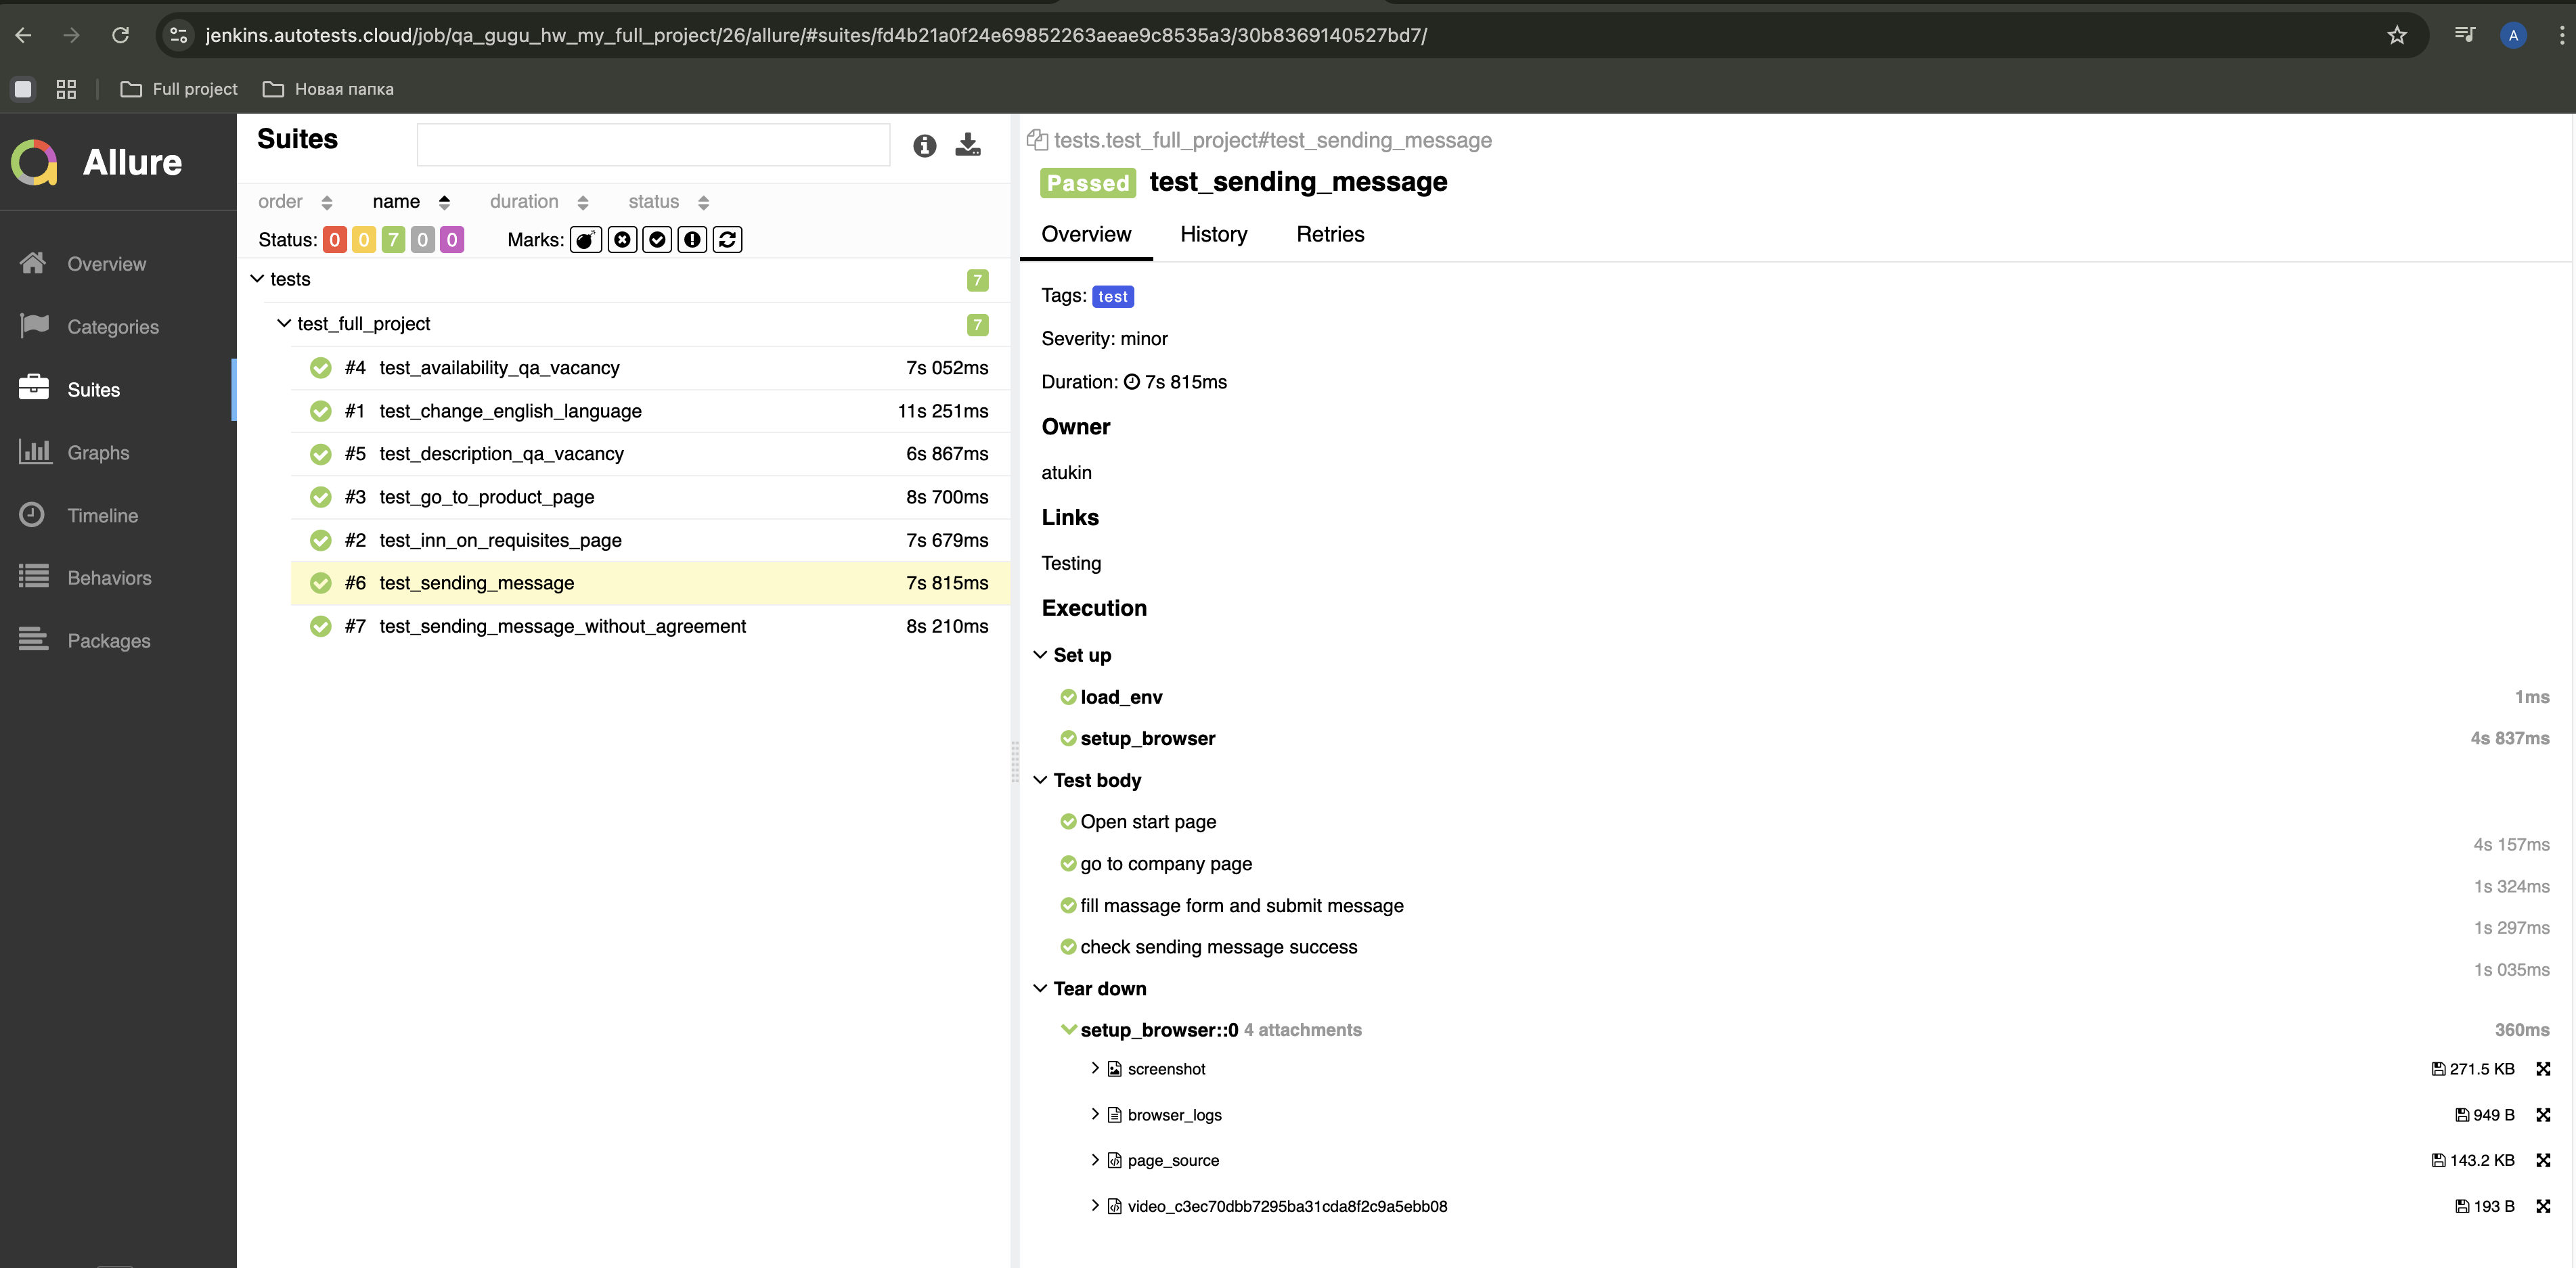 jenkins.autotests.cloud/job/qa_gugu_hw_my_full_project/26/allure/#suites/fd4b21a0f24e69852263aeae9c8535a3/30b8369140527bd7/
A
Full project
Новая папка
Allure
Overview
Categories
Suites
Graphs
Timeline
Behaviors
Packages
Suites
order name duration status
Status: 0 0 7 0 0 Marks:
tests 7
test_full_project 7
#4 test_availability_qa_vacancy 7s 052ms
#1 test_change_english_language 11s 251ms
#5 test_description_qa_vacancy 6s 867ms
#3 test_go_to_product_page 8s 700ms
#2 test_inn_on_requisites_page 7s 679ms
#6 test_sending_message 7s 815ms
#7 test_sending_message_without_agreement 8s 210ms
tests.test_full_project#test_sending_message
Passed test_sending_message
Overview History Retries
Tags: test
Severity: minor
Duration: 7s 815ms
Owner
atukin
Links
Testing
Execution
Set up
load_env 1ms
setup_browser 4s 837ms
Test body
Open start page
4s 157ms
go to company page
1s 324ms
fill massage form and submit message
1s 297ms
check sending message success
1s 035ms
Tear down
setup_browser::0 4 attachments 360ms
screenshot 271.5 KB
browser_logs 949 B
page_source 143.2 KB
video_c3ec70dbb7295ba31cda8f2c9a5ebb08 193 B